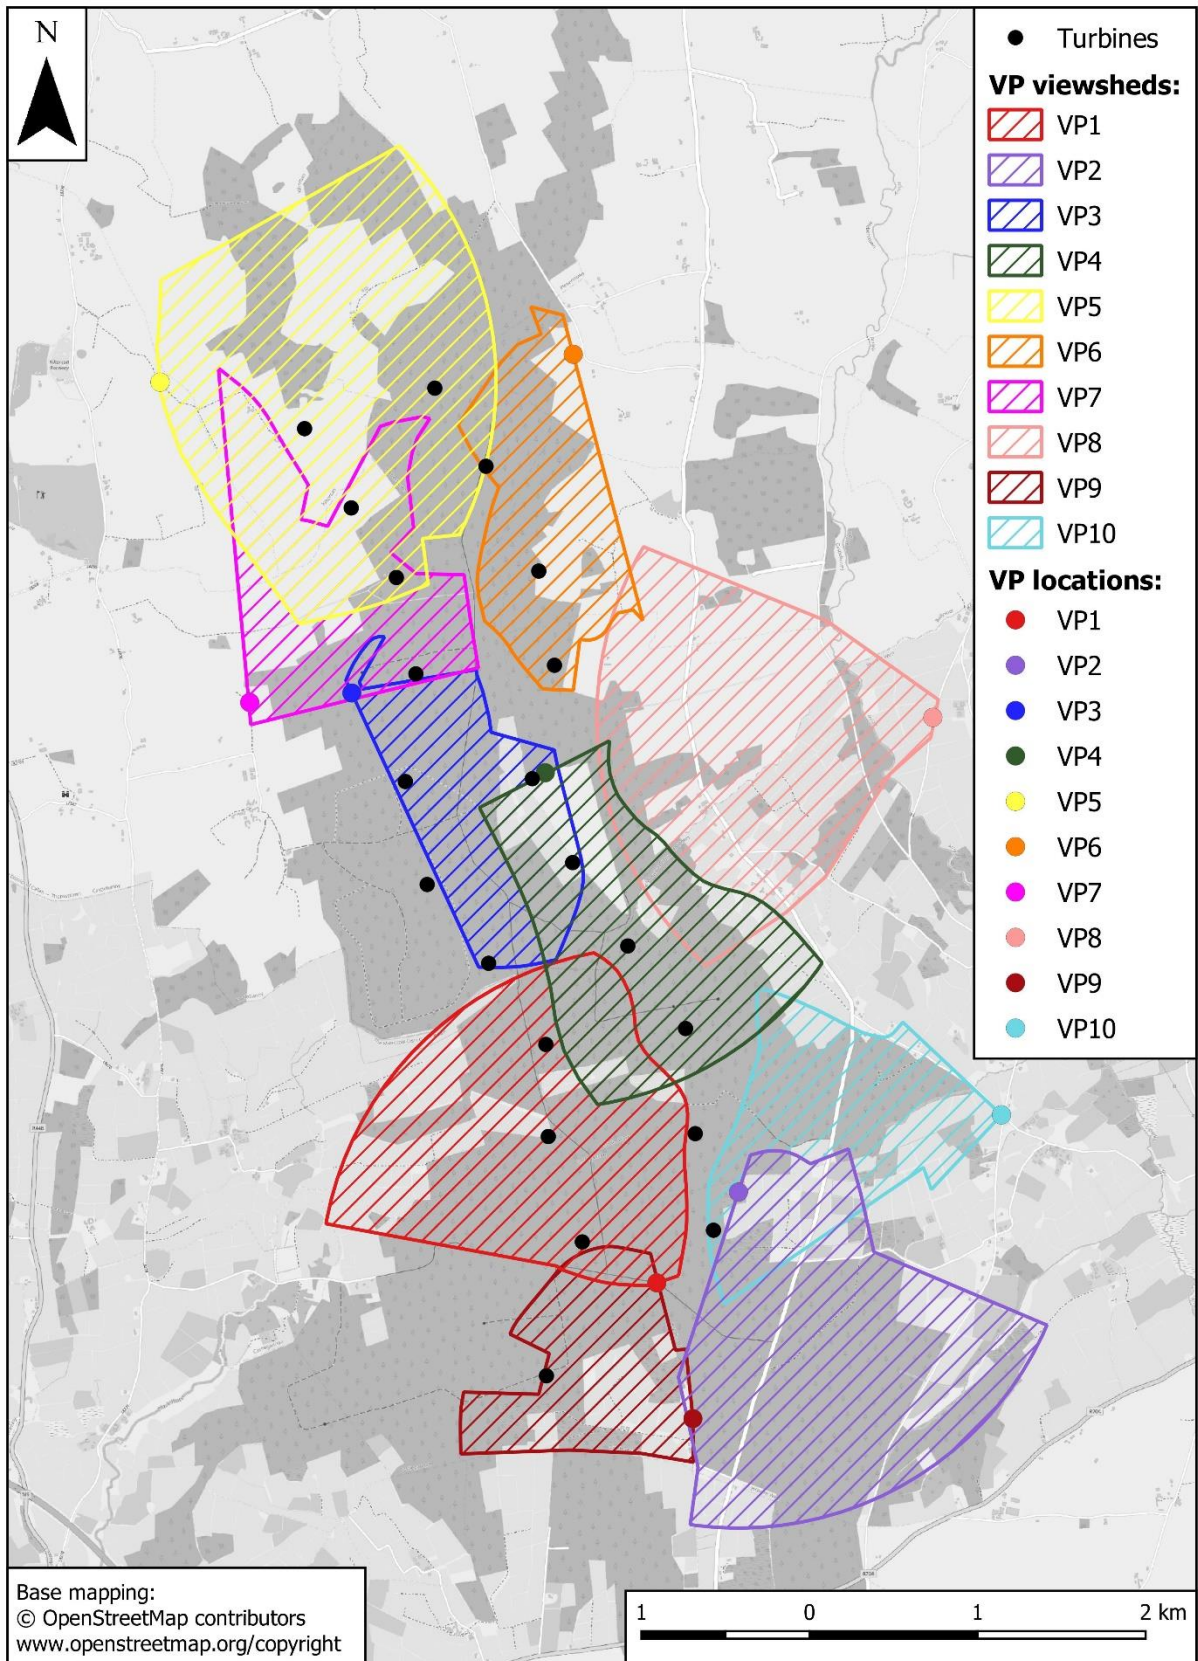 N
Turbines
VP viewsheds:
VP1
VP2
VP3
VP4
VP5
VP6
VP7
VP8
VP9
VP10
VP locations:
VP1
VP2
VP3
VP4
VP5
VP6
VP7
VP8
VP9
VP10
Base mapping:
© OpenStreetMap contributors
www.openstreetmap.org/copyright
1 0 1 2 km